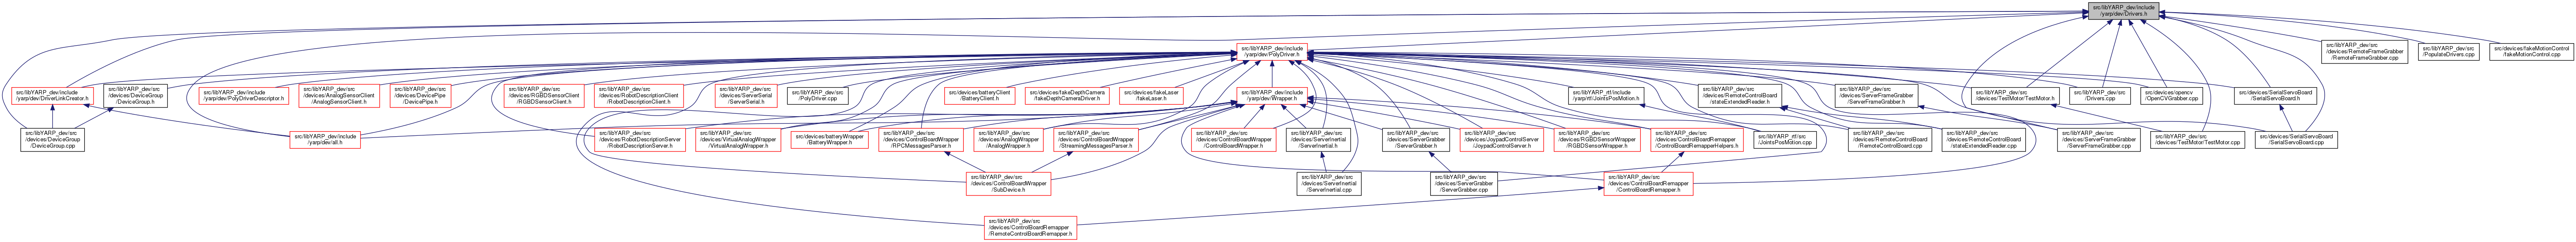 src/libYARP_dev/include
/yarp/dev/Drivers.h
src/libYARP_dev/include
/yarp/dev/PolyDriver.h
src/libYARP_dev/src
/devices/RemoteFrameGrabber
/RemoteFrameGrabber.cpp
src/libYARP_dev/src
/PopulateDrivers.cpp
src/devices/fakeMotionControl
/fakeMotionControl.cpp
src/libYARP_dev/include
/yarp/dev/DriverLinkCreator.h
src/libYARP_dev/src
/devices/DeviceGroup
/DeviceGroup.h
src/libYARP_dev/include
/yarp/dev/PolyDriverDescriptor.h
src/libYARP_dev/src
/devices/AnalogSensorClient
/AnalogSensorClient.h
src/libYARP_dev/src
/devices/DevicePipe
/DevicePipe.h
src/libYARP_dev/src
/devices/RGBDSensorClient
/RGBDSensorClient.h
src/libYARP_dev/src
/devices/RobotDescriptionClient
/RobotDescriptionClient.h
src/libYARP_dev/src
/devices/ServerSerial
/ServerSerial.h
src/libYARP_dev/src
/PolyDriver.cpp
src/devices/batteryClient
/BatteryClient.h
src/devices/fakeDepthCamera
/fakeDepthCameraDriver.h
src/devices/fakeLaser
/fakeLaser.h
src/libYARP_dev/include
/yarp/dev/Wrapper.h
src/libYARP_rtf/include
/yarp/rtf/JointsPosMotion.h
src/libYARP_dev/src
/devices/RemoteControlBoard
/stateExtendedReader.h
src/libYARP_dev/src
/devices/ServerFrameGrabber
/ServerFrameGrabber.h
src/libYARP_dev/src
/devices/TestMotor/TestMotor.h
src/libYARP_dev/src
/Drivers.cpp
src/devices/opencv
/OpenCVGrabber.cpp
src/devices/SerialServoBoard
/SerialServoBoard.h
src/libYARP_dev/src
/devices/DeviceGroup
/DeviceGroup.cpp
src/libYARP_dev/include
/yarp/dev/all.h
src/libYARP_dev/src
/devices/RobotDescriptionServer
/RobotDescriptionServer.h
src/libYARP_dev/src
/devices/VirtualAnalogWrapper
/VirtualAnalogWrapper.h
src/devices/batteryWrapper
/BatteryWrapper.h
src/libYARP_dev/src
/devices/ControlBoardWrapper
/RPCMessagesParser.h
src/libYARP_dev/src
/devices/AnalogWrapper
/AnalogWrapper.h
src/libYARP_dev/src
/devices/ControlBoardWrapper
/StreamingMessagesParser.h
src/libYARP_dev/src
/devices/ControlBoardWrapper
/ControlBoardWrapper.h
src/libYARP_dev/src
/devices/ServerInertial
/ServerInertial.h
src/libYARP_dev/src
/devices/ServerGrabber
/ServerGrabber.h
src/libYARP_dev/src
/devices/JoypadControlServer
/JoypadControlServer.h
src/libYARP_dev/src
/devices/RGBDSensorWrapper
/RGBDSensorWrapper.h
src/libYARP_dev/src
/devices/ControlBoardRemapper
/ControlBoardRemapperHelpers.h
src/libYARP_rtf/src
/JointsPosMotion.cpp
src/libYARP_dev/src
/devices/RemoteControlBoard
/RemoteControlBoard.cpp
src/libYARP_dev/src
/devices/RemoteControlBoard
/stateExtendedReader.cpp
src/libYARP_dev/src
/devices/ServerFrameGrabber
/ServerFrameGrabber.cpp
src/libYARP_dev/src
/devices/TestMotor/TestMotor.cpp
src/devices/SerialServoBoard
/SerialServoBoard.cpp
src/libYARP_dev/src
/devices/ControlBoardWrapper
/SubDevice.h
src/libYARP_dev/src
/devices/ServerInertial
/ServerInertial.cpp
src/libYARP_dev/src
/devices/ServerGrabber
/ServerGrabber.cpp
src/libYARP_dev/src
/devices/ControlBoardRemapper
/ControlBoardRemapper.h
src/libYARP_dev/src
/devices/ControlBoardRemapper
/RemoteControlBoardRemapper.h